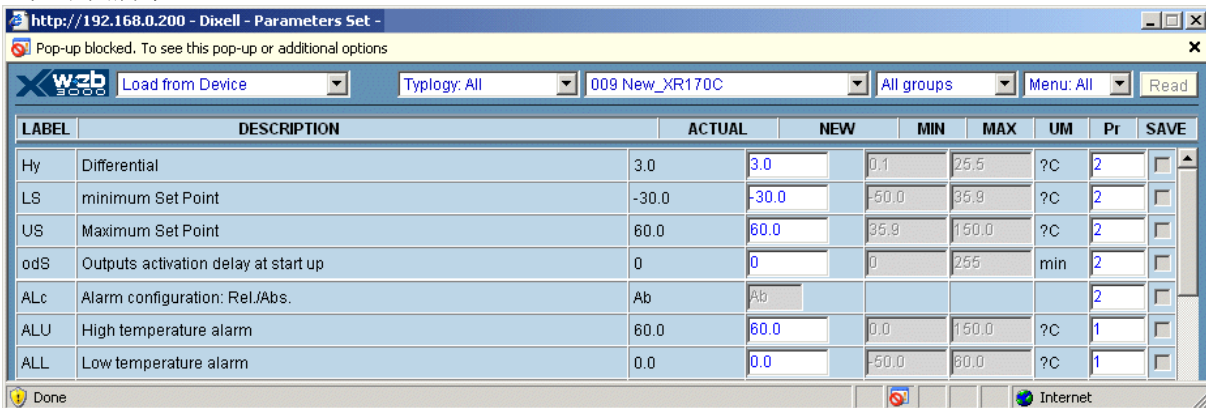 http://192.168.0.200 - Dixell - Parameters Set -
Pop-up blocked. To see this pop-up or additional options
Xweb 3000 Load from Device Typlogy: All 009 New_XR170C All groups Menu: All Read
LABEL DESCRIPTION ACTUAL NEW MIN MAX UM Pr SAVE
Hy Differential 3.0 3.0 0.1 25.5 ?C 2
LS minimum Set Point -30.0 -30.0 -50.0 35.9 ?C 2
US Maximum Set Point 60.0 60.0 35.9 150.0 ?C 2
odS Outputs activation delay at start up 0 0 0 255 min 2
ALc Alarm configuration: Rel./Abs. Ab Ab 2
ALU High temperature alarm 60.0 60.0 0.0 150.0 ?C 1
ALL Low temperature alarm 0.0 0.0 -50.0 60.0 ?C 1
Done Internet